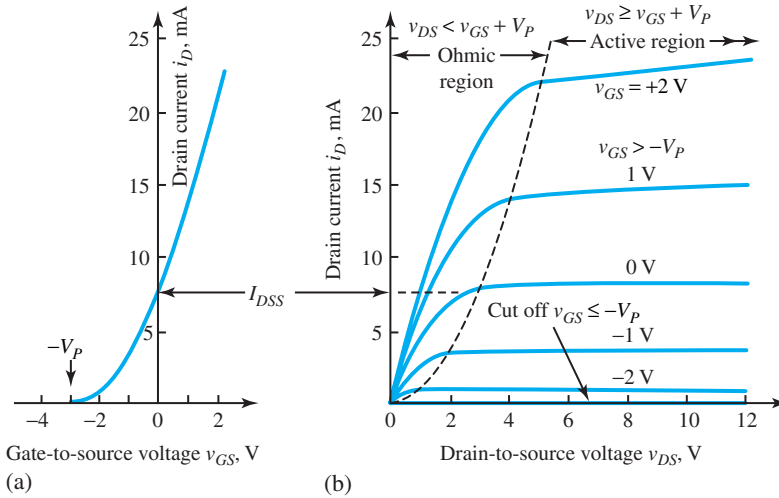 Drain current i_D, mA
25
20
15
10
5
−V_P
−4
−2
0
2
Gate-to-source voltage v_GS, V
(a)
I_DSS
Drain current i_D, mA
25
20
15
10
5
v_DS < v_GS + V_P
Ohmic
region
v_DS ≥ v_GS + V_P
Active region
v_GS = +2 V
v_GS > −V_P
1 V
0 V
Cut off v_GS ≤ −V_P
−1 V
−2 V
0
2
4
6
8
10
12
Drain-to-source voltage v_DS, V
(b)